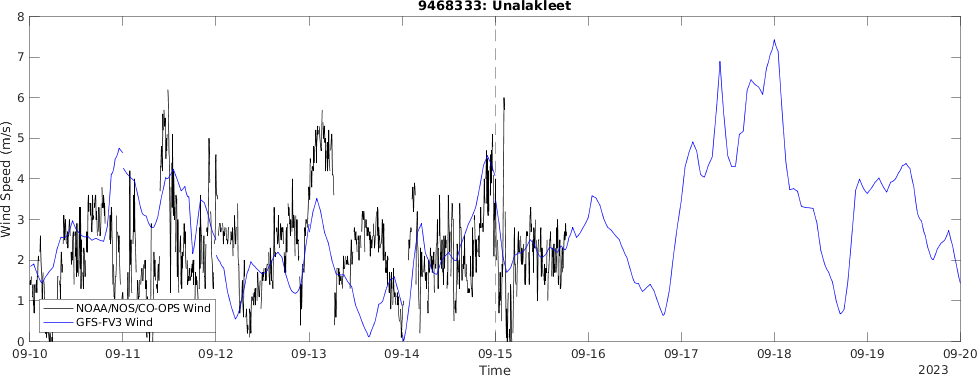 9468333: Unalakleet
Wind Speed (m/s)
8
7
6
5
4
3
2
1
0
NOAA/NOS/CO-OPS Wind
GFS-FV3 Wind
09-10 09-11 09-12 09-13 09-14 09-15 09-16 09-17 09-18 09-19 09-20
Time
2023